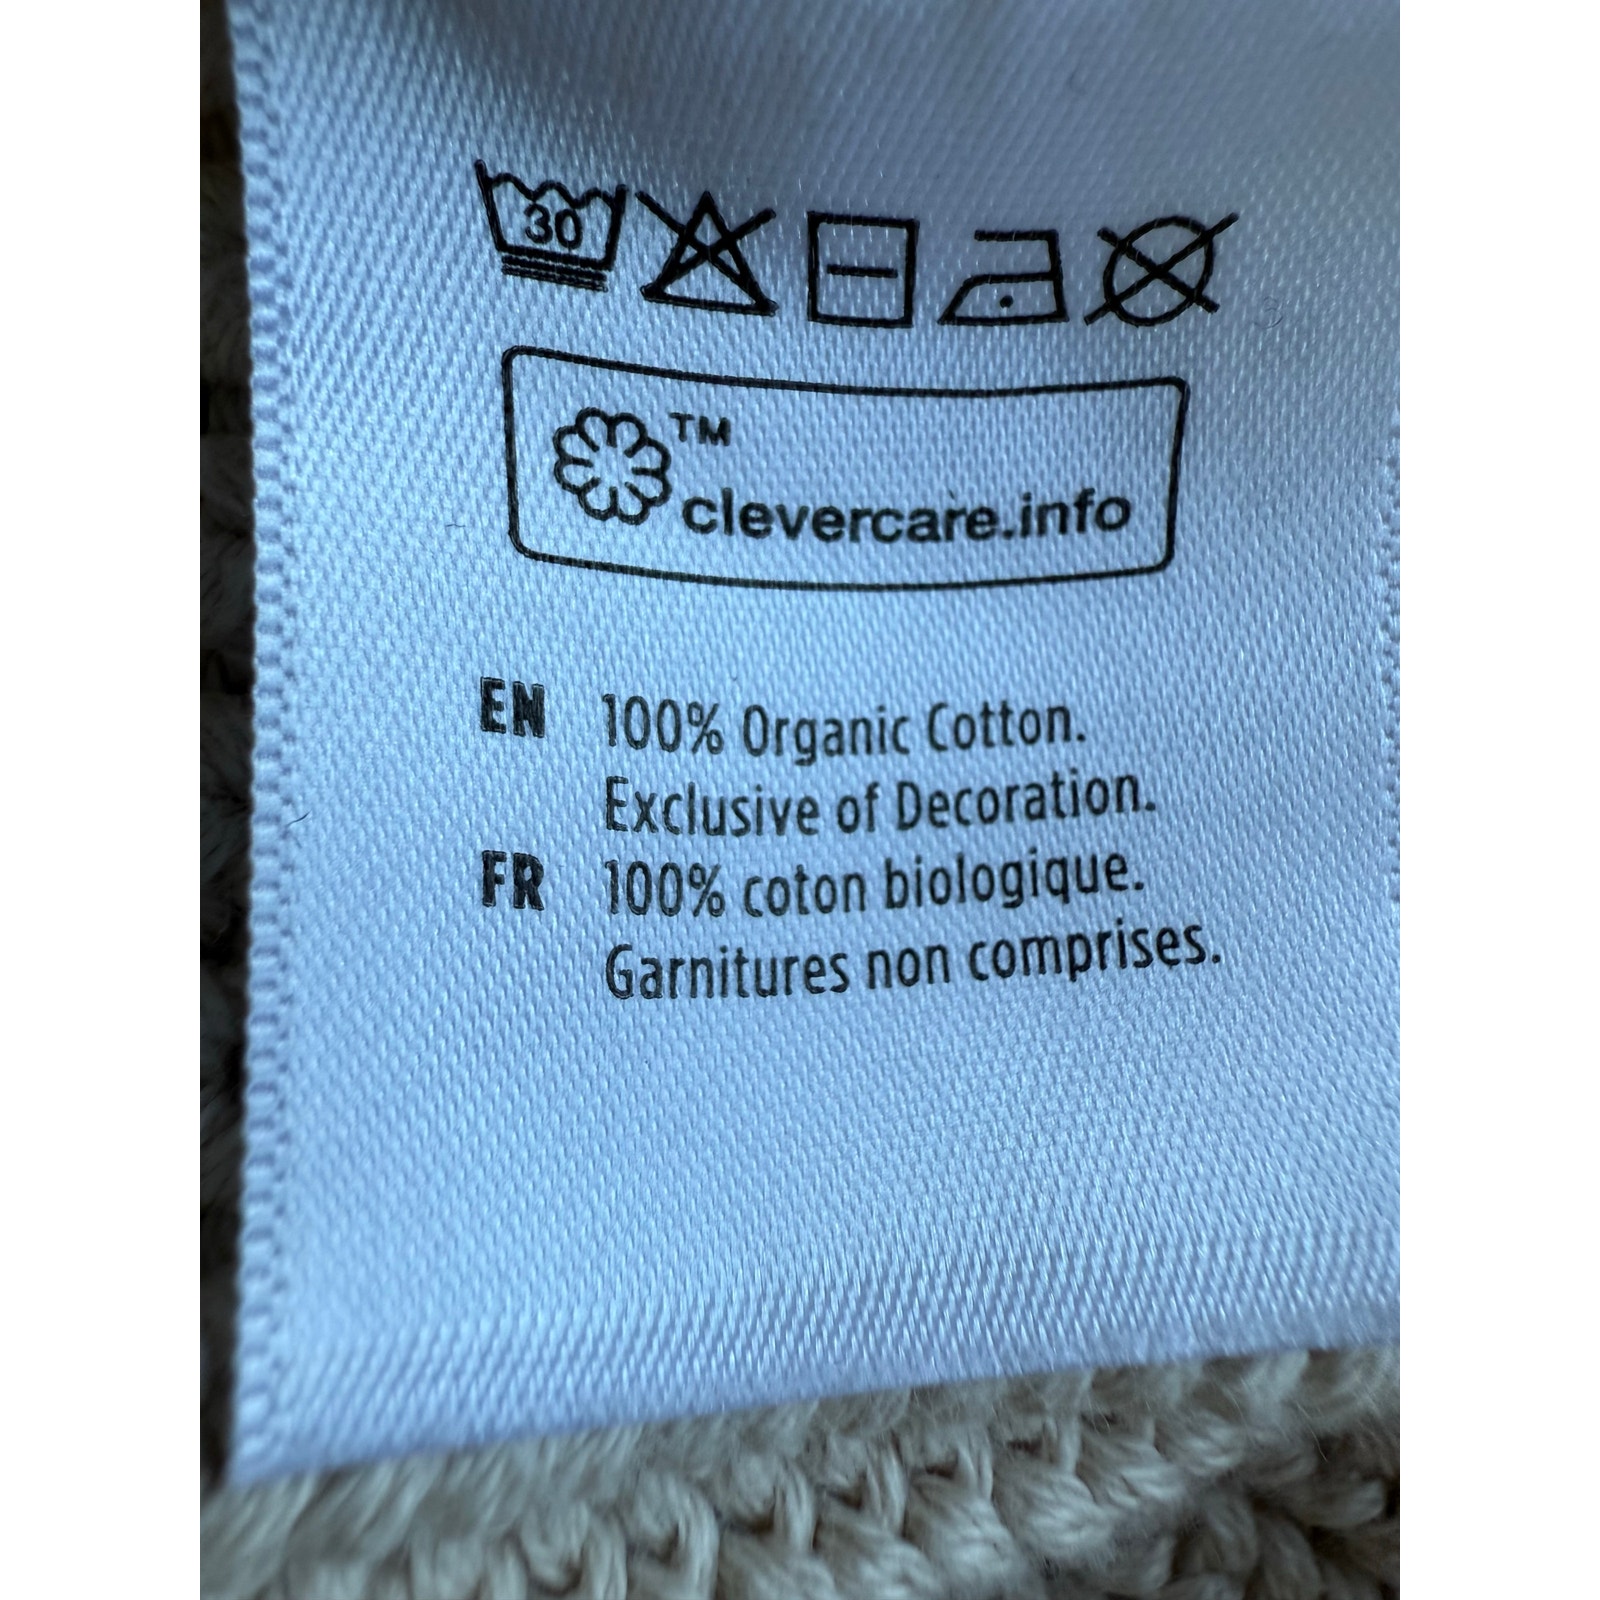 30
TM
clevercare.info
EN 100% Organic Cotton.
Exclusive of Decoration.
FR 100% coton biologique.
Garnitures non comprises.